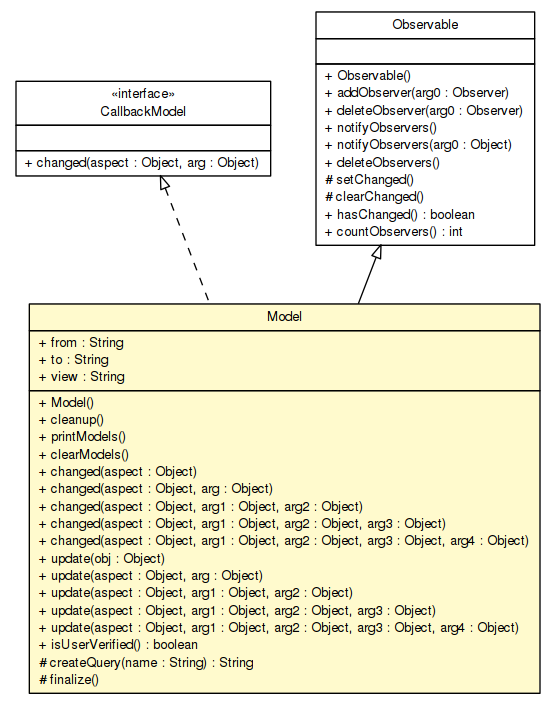 Observable
+ Observable()
+ addObserver(arg0 : Observer)
+ deleteObserver(arg0 : Observer)
+ notifyObservers()
+ notifyObservers(arg0 : Object)
+ deleteObservers()
# setChanged()
# clearChanged()
+ hasChanged() : boolean
+ countObservers() : int
«interface»
CallbackModel
+ changed(aspect : Object, arg : Object)
Model
+ from : String
+ to : String
+ view : String
+ Model()
+ cleanup()
+ printModels()
+ clearModels()
+ changed(aspect : Object)
+ changed(aspect : Object, arg : Object)
+ changed(aspect : Object, arg1 : Object, arg2 : Object)
+ changed(aspect : Object, arg1 : Object, arg2 : Object, arg3 : Object)
+ changed(aspect : Object, arg1 : Object, arg2 : Object, arg3 : Object, arg4 : Object)
+ update(obj : Object)
+ update(aspect : Object, arg : Object)
+ update(aspect : Object, arg1 : Object, arg2 : Object)
+ update(aspect : Object, arg1 : Object, arg2 : Object, arg3 : Object)
+ update(aspect : Object, arg1 : Object, arg2 : Object, arg3 : Object, arg4 : Object)
+ isUserVerified() : boolean
# createQuery(name : String) : String
# finalize()